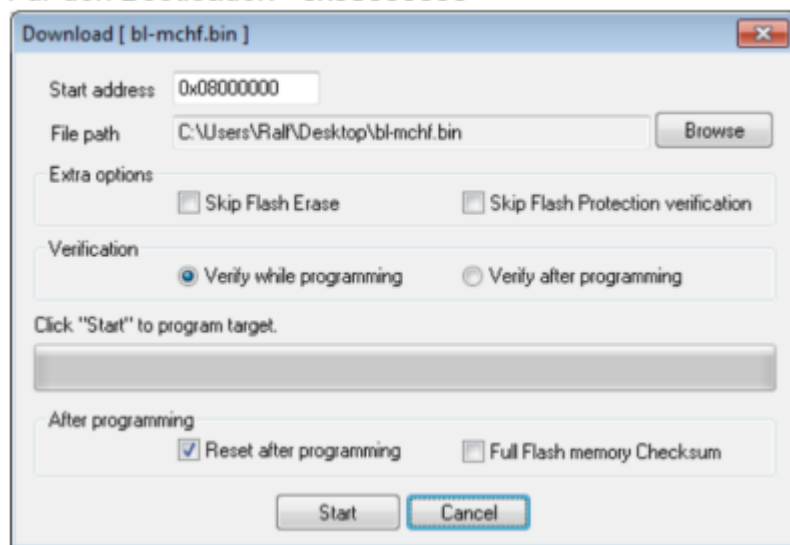 Download [ bl-mchf.bin ]
Start address 0x08000000
File path C:\Users\Ralf\Desktop\bl-mchf.bin Browse
Extra options
Skip Flash Erase Skip Flash Protection verification
Verification
Verify while programming Verify after programming
Click "Start" to program target.
After programming
Reset after programming Full Flash memory Checksum
Start Cancel